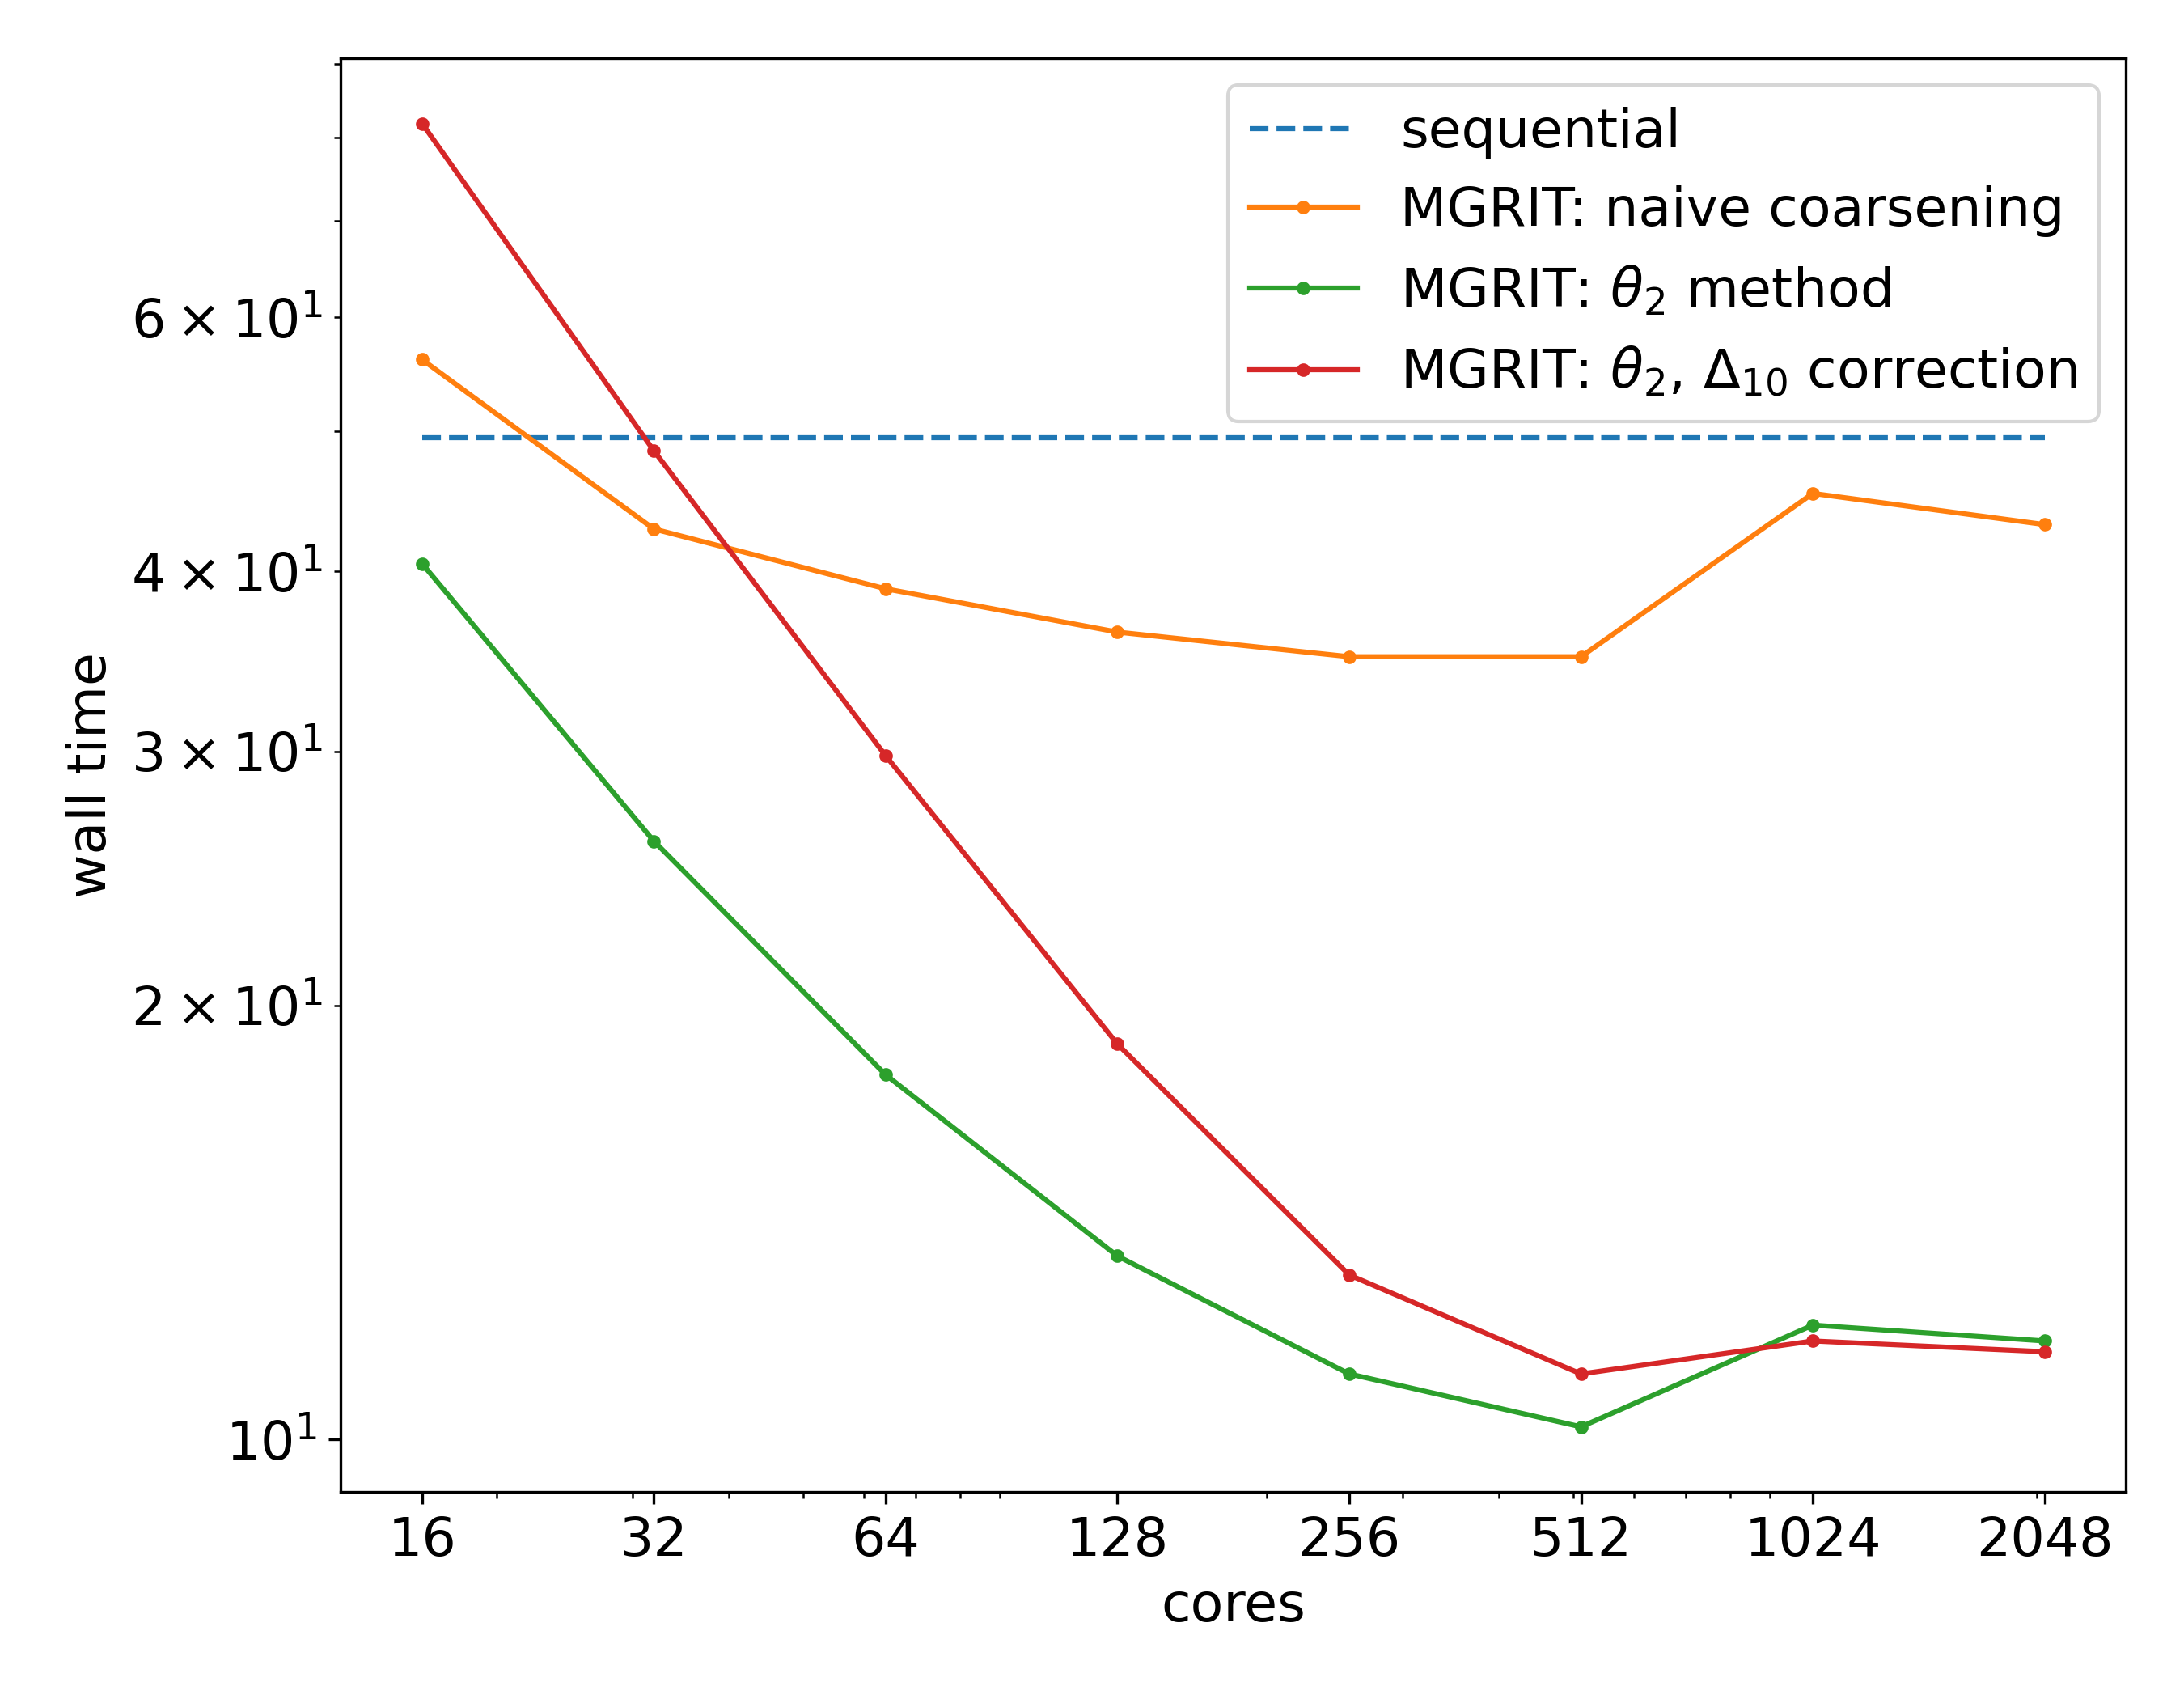 sequential
MGRIT: naive coarsening
MGRIT: θ₂ method
MGRIT: θ₂, Δ₁₀ correction
6 × 10¹
4 × 10¹
3 × 10¹
2 × 10¹
10¹
wall time
16 32 64 128 256 512 1024 2048
cores